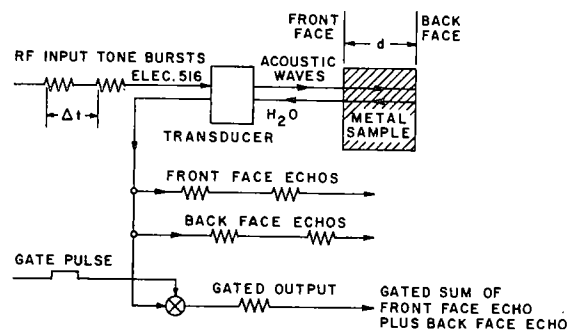 FRONT FACE
BACK FACE
d
RF INPUT TONE BURSTS
ELEC. 516
ACOUSTIC WAVES
Δt
H2O
METAL SAMPLE
TRANSDUCER
FRONT FACE ECHOS
BACK FACE ECHOS
GATE PULSE
GATED OUTPUT
GATED SUM OF
FRONT FACE ECHO
PLUS BACK FACE ECHO